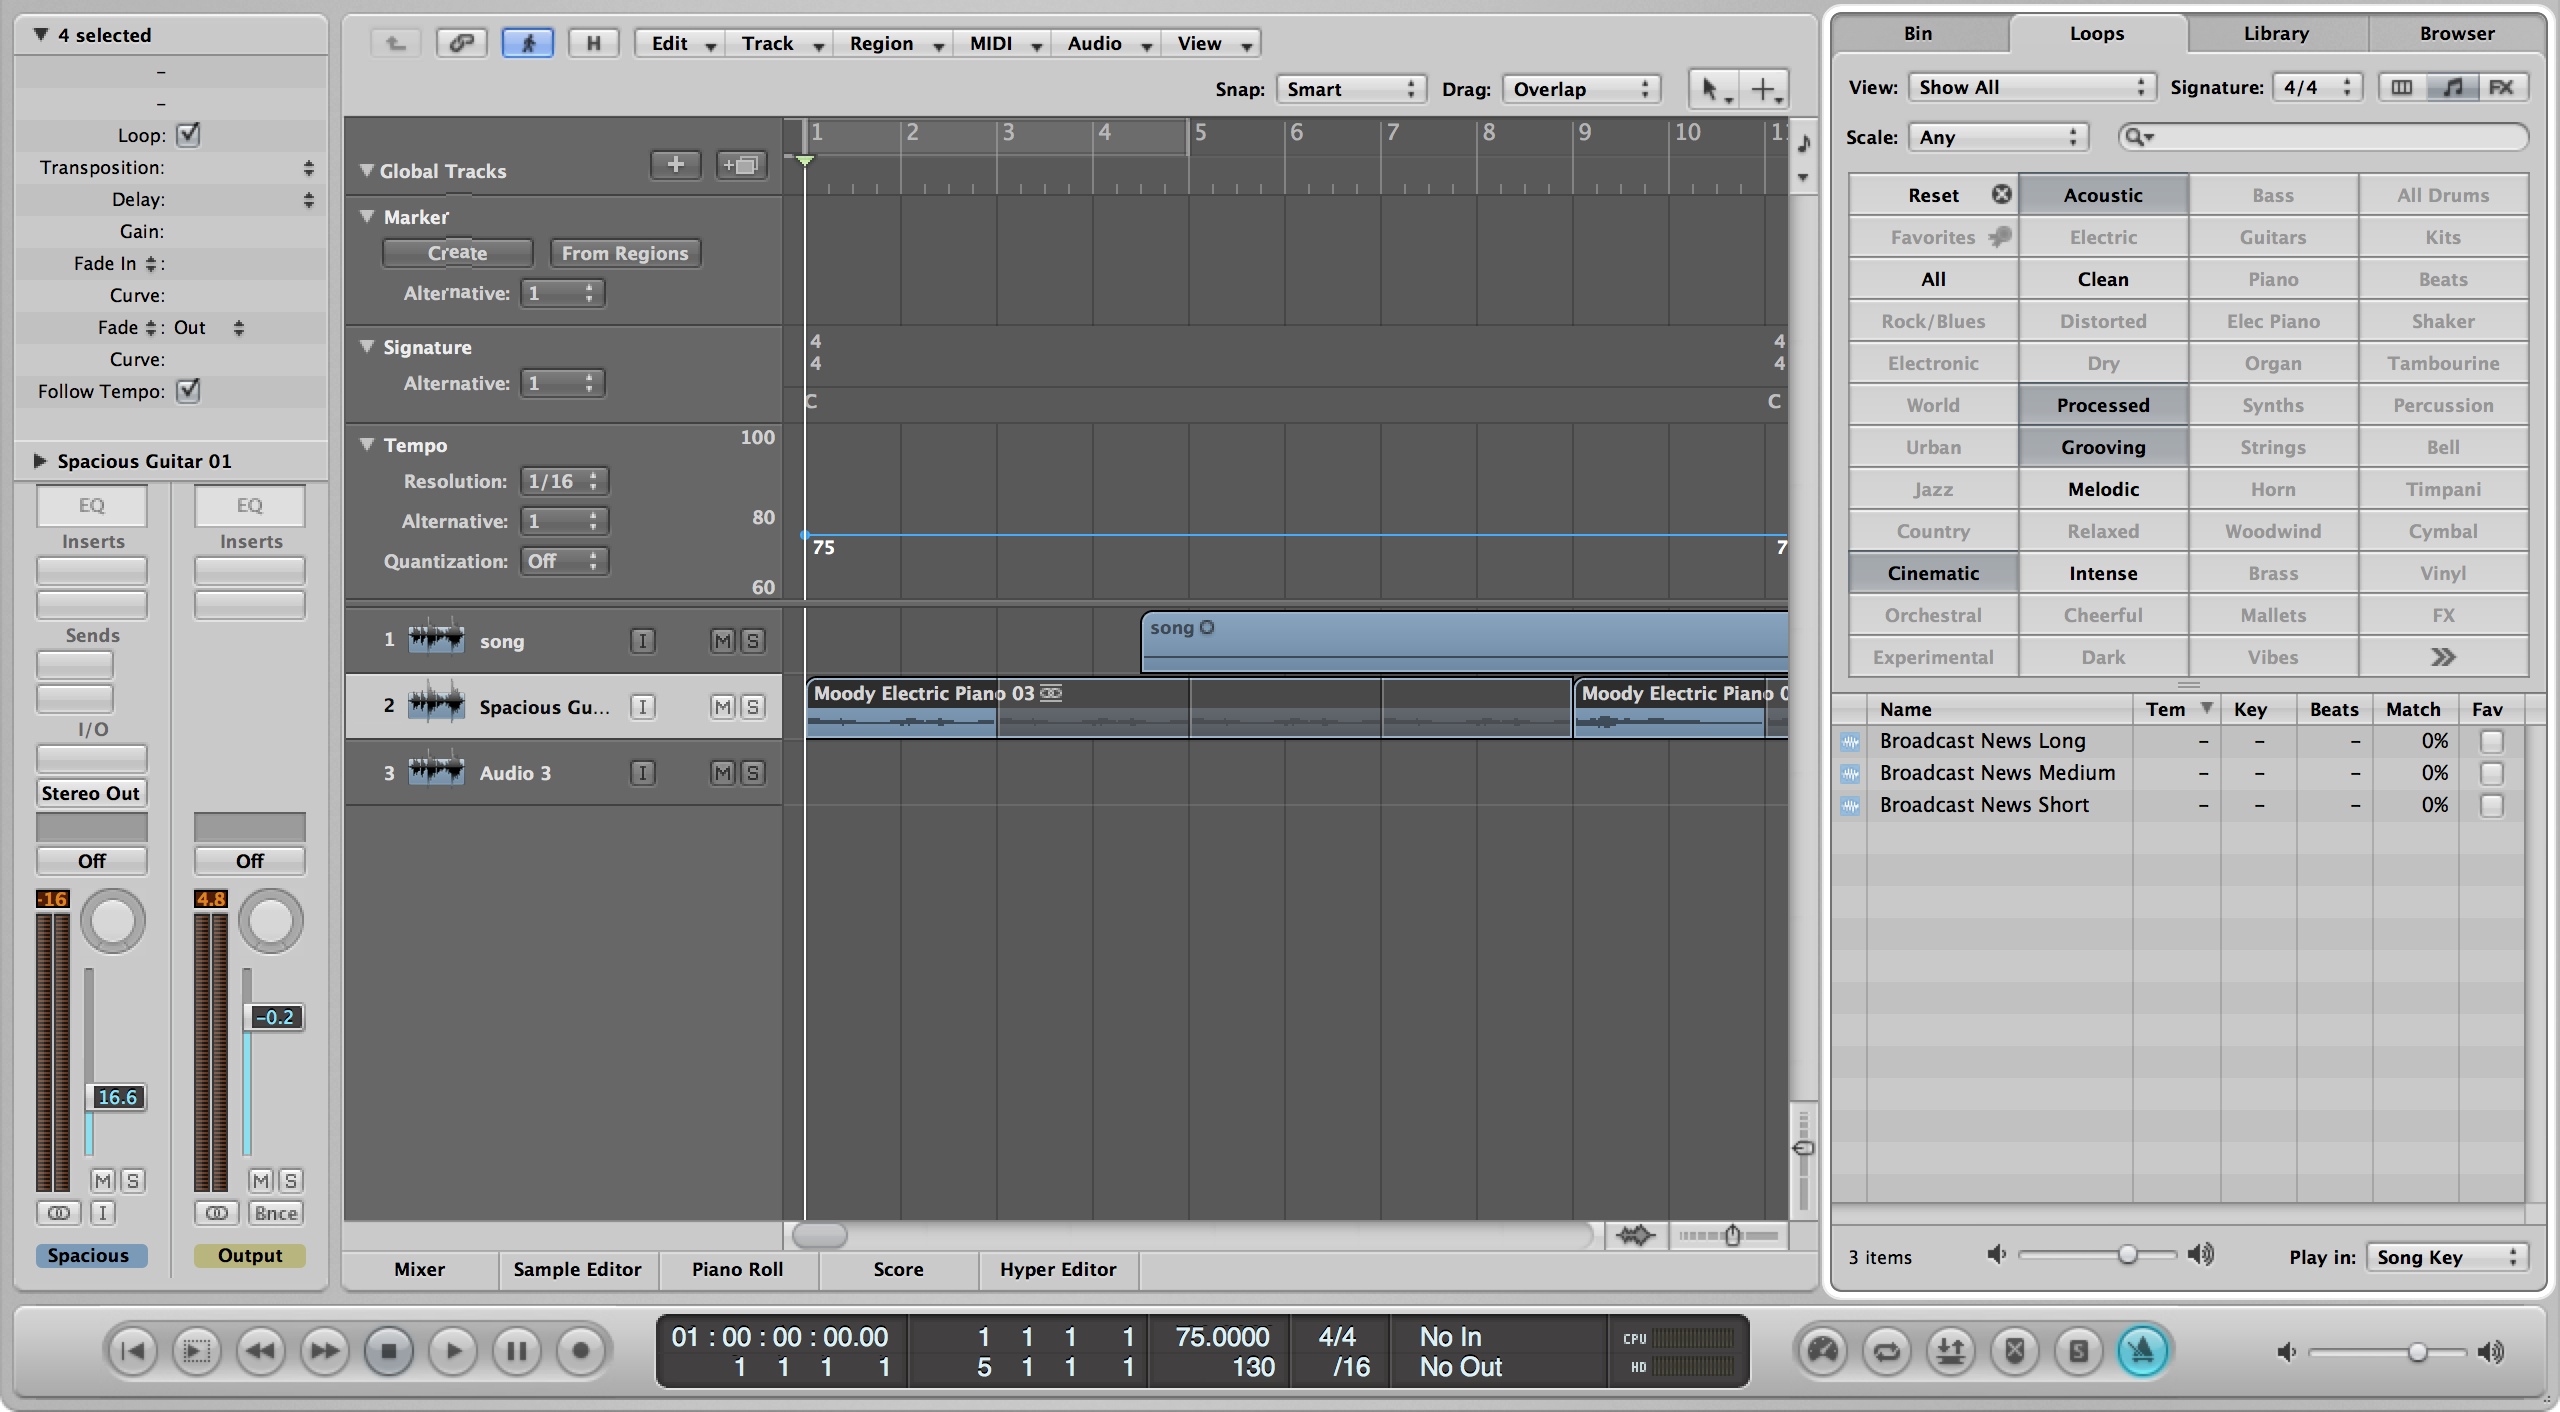 4 selected
–
–
Loop:
Transposition:
Delay:
Gain:
Fade In :
Curve:
Fade : Out
Curve:
Follow Tempo:
Spacious Guitar 01
EQ EQ
Inserts Inserts
Sends
I/O
Stereo Out
Off Off
-16 4.8
-0.2
16.6
M S M S
I Bnce
Spacious Output
H Edit Track Region MIDI Audio View
Snap: Smart Drag: Overlap
1 2 3 4 5 6 7 8 9 10 11
Global Tracks
Marker
Create From Regions
Alternative: 1
Signature 4 4
4 4
Alternative: 1
C C
Tempo 100
Resolution: 1/16
Alternative: 1 80
75 7
Quantization: Off
60
1 song I M S
song
2 Spacious Gu... I M S
Moody Electric Piano 03 Moody Electric Piano 0
3 Audio 3 I M S
Mixer Sample Editor Piano Roll Score Hyper Editor
Bin Loops Library Browser
View: Show All Signature: 4/4 FX
Scale: Any
Reset Acoustic Bass All Drums
Favorites Electric Guitars Kits
All Clean Piano Beats
Rock/Blues Distorted Elec Piano Shaker
Electronic Dry Organ Tambourine
World Processed Synths Percussion
Urban Grooving Strings Bell
Jazz Melodic Horn Timpani
Country Relaxed Woodwind Cymbal
Cinematic Intense Brass Vinyl
Orchestral Cheerful Mallets FX
Experimental Dark Vibes
Name Tem Key Beats Match Fav
Broadcast News Long – – – 0%
Broadcast News Medium – – – 0%
Broadcast News Short – – – 0%
3 items Play in: Song Key
01 : 00 : 00 : 00.00 1 1 1 1 75.0000 4/4 No In CPU
1 1 1 1 5 1 1 1 130 /16 No Out HD
S